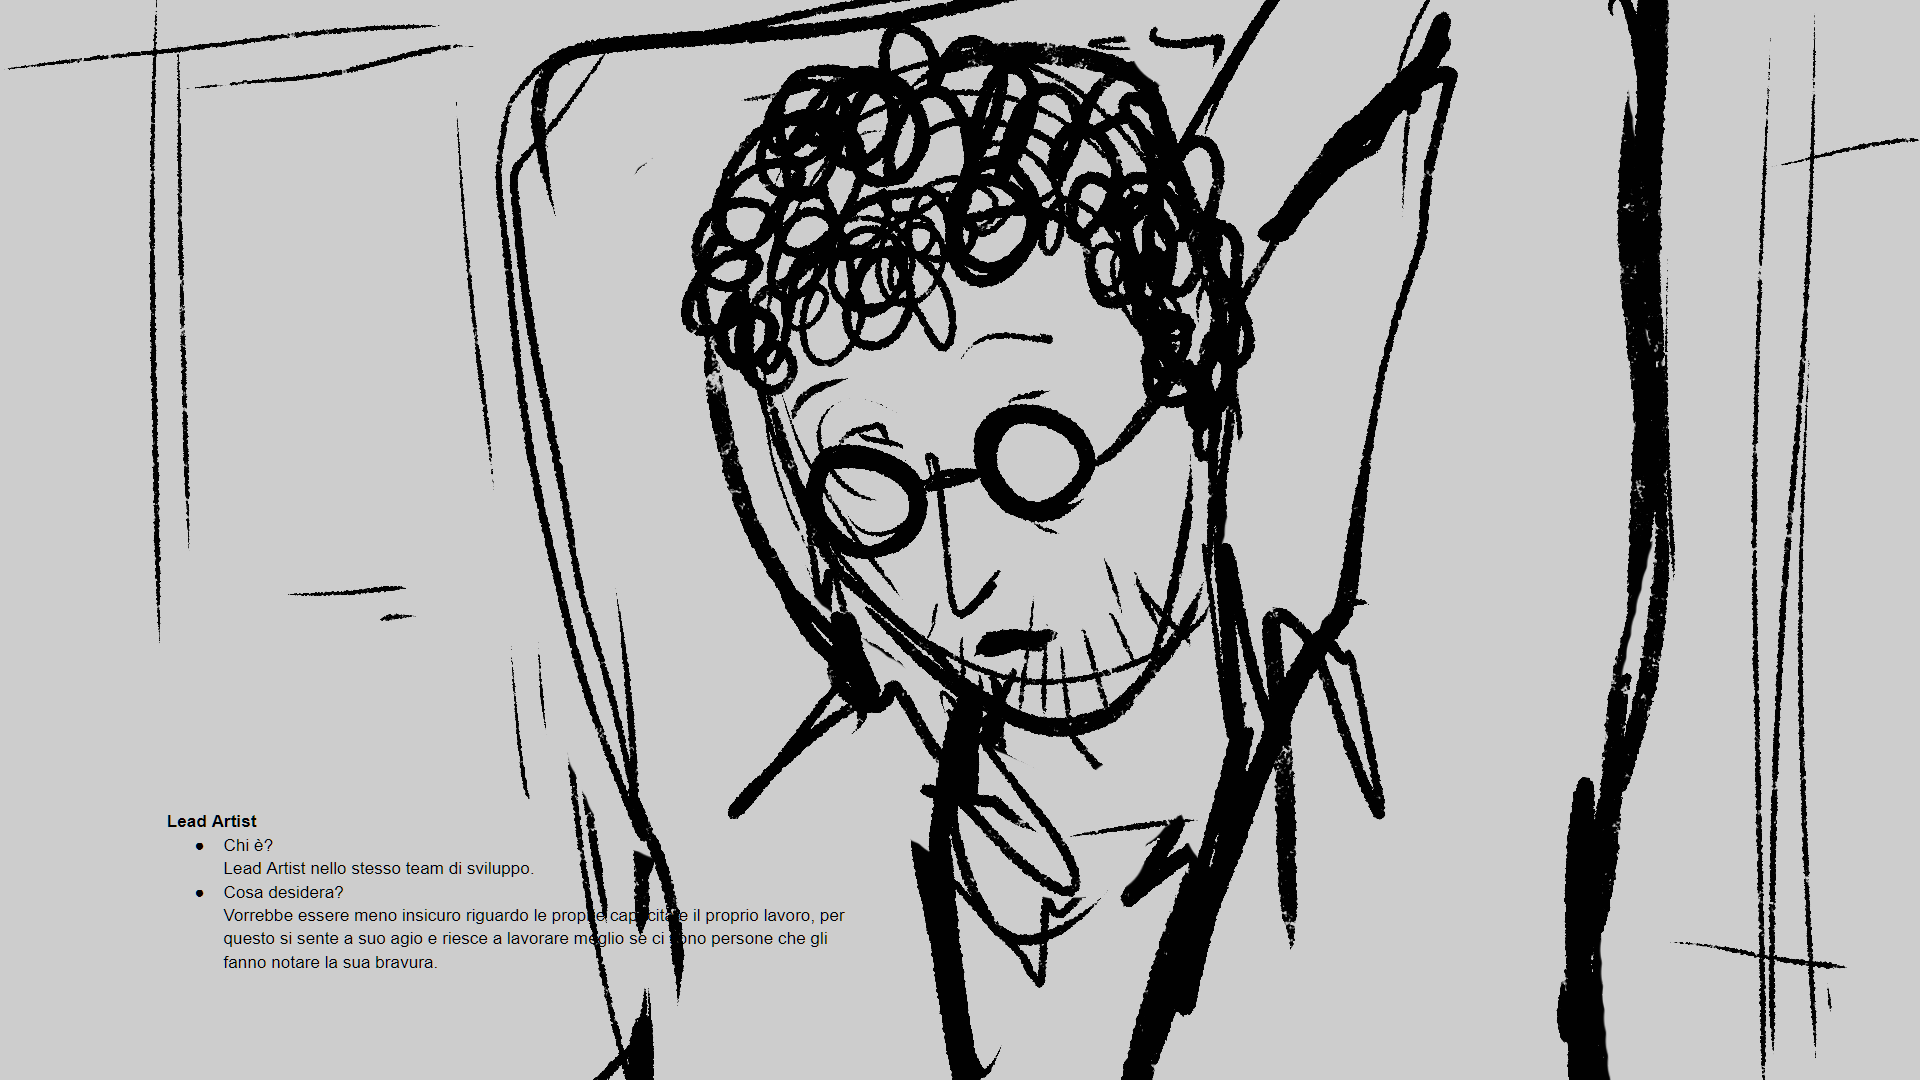 Lead Artist
● Chi è?
Lead Artist nello stesso team di sviluppo.
● Cosa desidera?
Vorrebbe essere meno insicuro riguardo le proprie capacità e il proprio lavoro, per
questo si sente a suo agio e riesce a lavorare meglio se ci sono persone che gli
fanno notare la sua bravura.